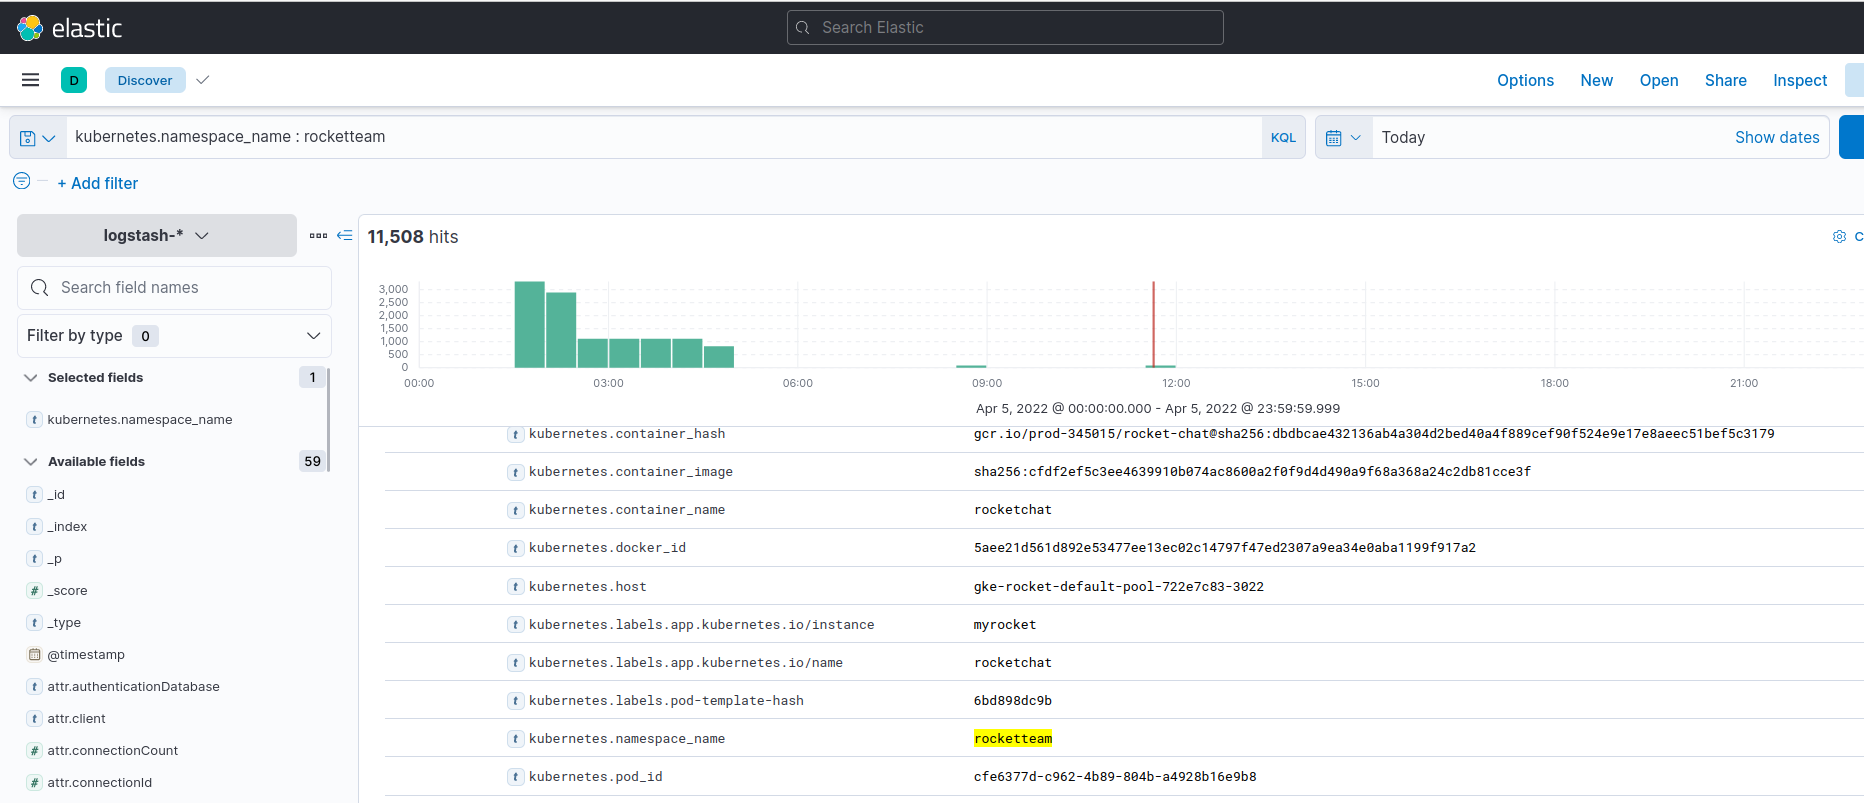 elastic
Search Elastic
D Discover
Options New Open Share Inspect
kubernetes.namespace_name : rocketteam
KQL
Today
Show dates
+ Add filter
logstash-*
11,508 hits
C
Search field names
Filter by type 0
Selected fields 1
t kubernetes.namespace_name
Available fields 59
t _id
t _index
t _p
# _score
t _type
@timestamp
t attr.authenticationDatabase
t attr.client
# attr.connectionCount
# attr.connectionId
3,000
2,500
2,000
1,500
1,000
500
0
00:00 03:00 06:00 09:00 12:00 15:00 18:00 21:00
Apr 5, 2022 @ 00:00:00.000 - Apr 5, 2022 @ 23:59:59.999
t kubernetes.container_hash gcr.io/prod-345015/rocket-chat@sha256:dbdbcae432136ab4a304d2bed40a4f889cef90f524e9e17e8aeec51bef5c3179
t kubernetes.container_image sha256:cfdf2ef5c3ee4639910b074ac8600a2f0f9d4d490a9f68a368a24c2db81cce3f
t kubernetes.container_name rocketchat
t kubernetes.docker_id 5aee21d561d892e53477ee13ec02c14797f47ed2307a9ea34e0aba1199f917a2
t kubernetes.host gke-rocket-default-pool-722e7c83-3022
t kubernetes.labels.app.kubernetes.io/instance myrocket
t kubernetes.labels.app.kubernetes.io/name rocketchat
t kubernetes.labels.pod-template-hash 6bd898dc9b
t kubernetes.namespace_name rocketteam
t kubernetes.pod_id cfe6377d-c962-4b89-804b-a4928b16e9b8